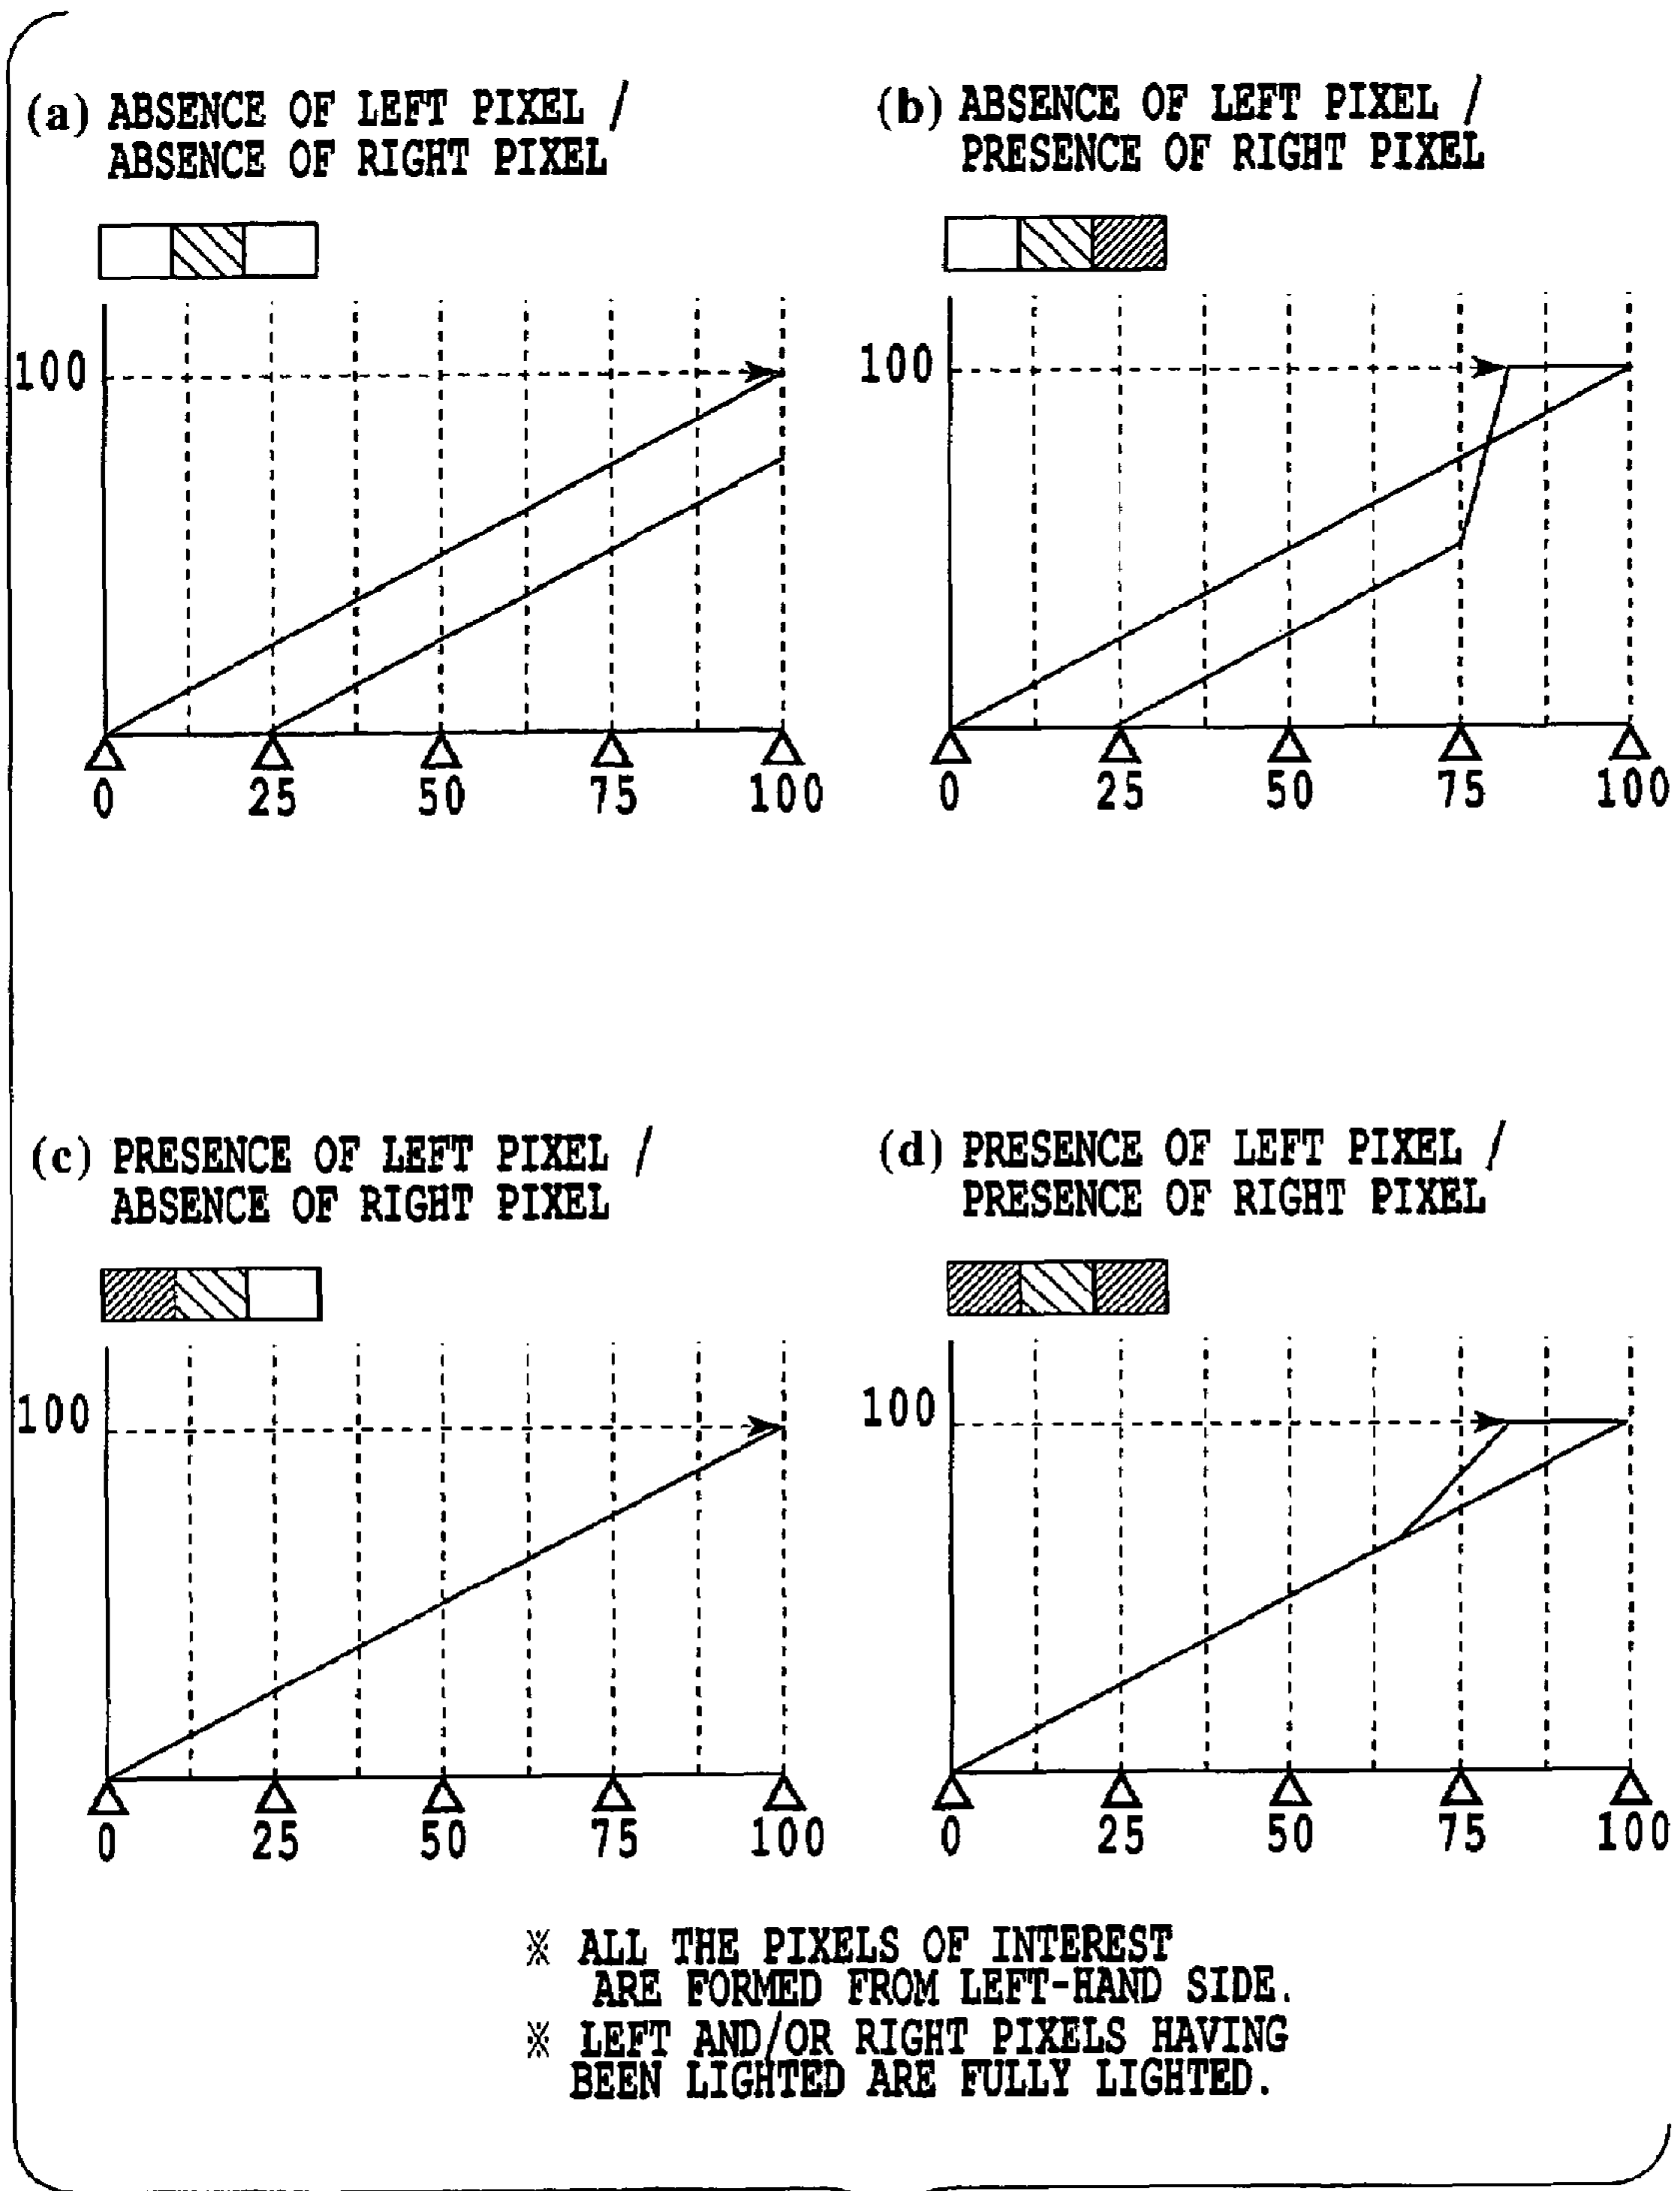 (a) ABSENCE OF LEFT PIXEL /
ABSENCE OF RIGHT PIXEL
100
0 25 50 75 100
(b) ABSENCE OF LEFT PIXEL /
PRESENCE OF RIGHT PIXEL
100
0 25 50 75 100
(c) PRESENCE OF LEFT PIXEL /
ABSENCE OF RIGHT PIXEL
100
0 25 50 75 100
(d) PRESENCE OF LEFT PIXEL /
PRESENCE OF RIGHT PIXEL
100
0 25 50 75 100
※ ALL THE PIXELS OF INTEREST
ARE FORMED FROM LEFT-HAND SIDE.
※ LEFT AND/OR RIGHT PIXELS HAVING
BEEN LIGHTED ARE FULLY LIGHTED.